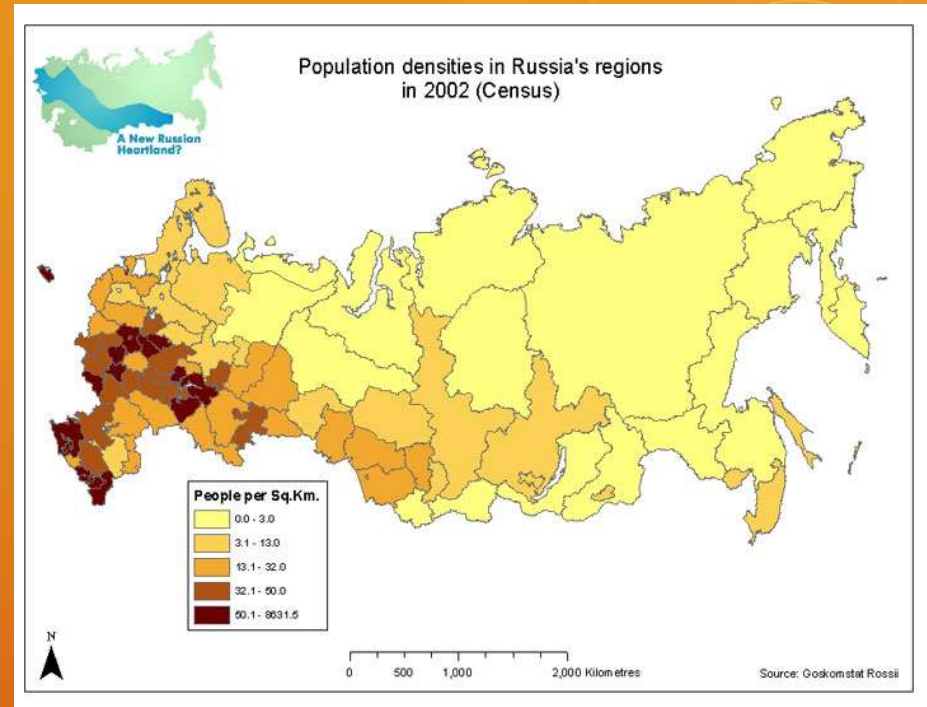 Population densities in Russia's regions
in 2002 (Census)
A New Russian
Heartland?
People per Sq.Km.
0.0 - 3.0
3.1 - 13.0
13.1 - 32.0
32.1 - 50.0
50.1 - 8631.5
N
0 500 1,000 2,000 Kilometres
Source: Goskomstat Rossii